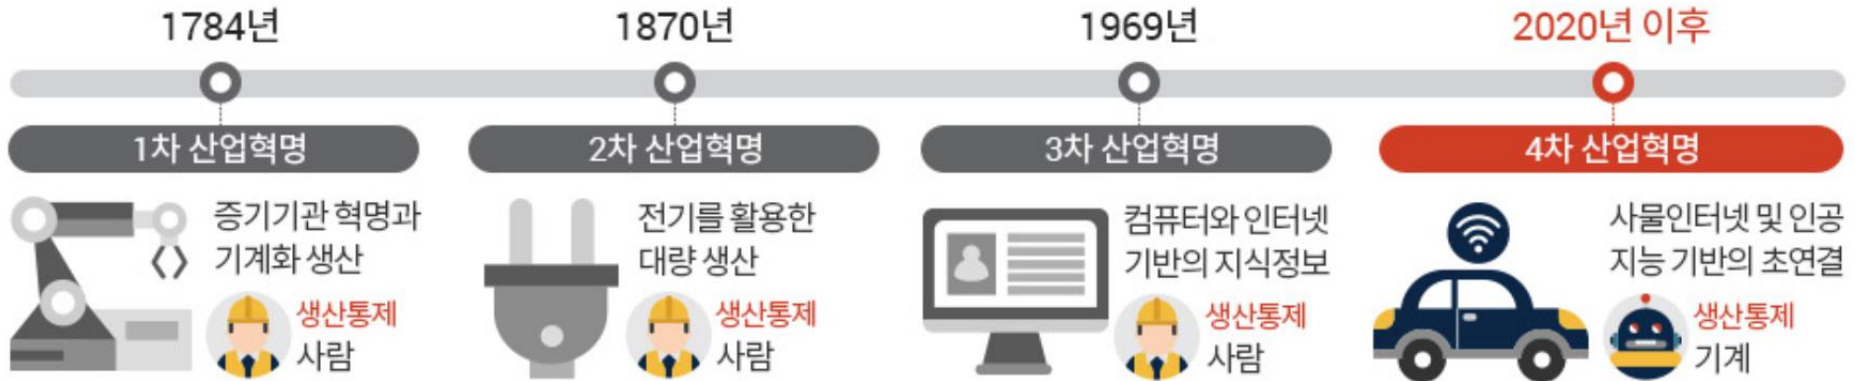 1784년
1870년
1969년
2020년 이후
1차 산업혁명
2차 산업혁명
3차 산업혁명
4차 산업혁명
증기기관 혁명과
기계화 생산
생산통제
사람
전기를 활용한
대량 생산
생산통제
사람
컴퓨터와 인터넷
기반의 지식정보
생산통제
사람
사물인터넷 및 인공
지능 기반의 초연결
생산통제
기계